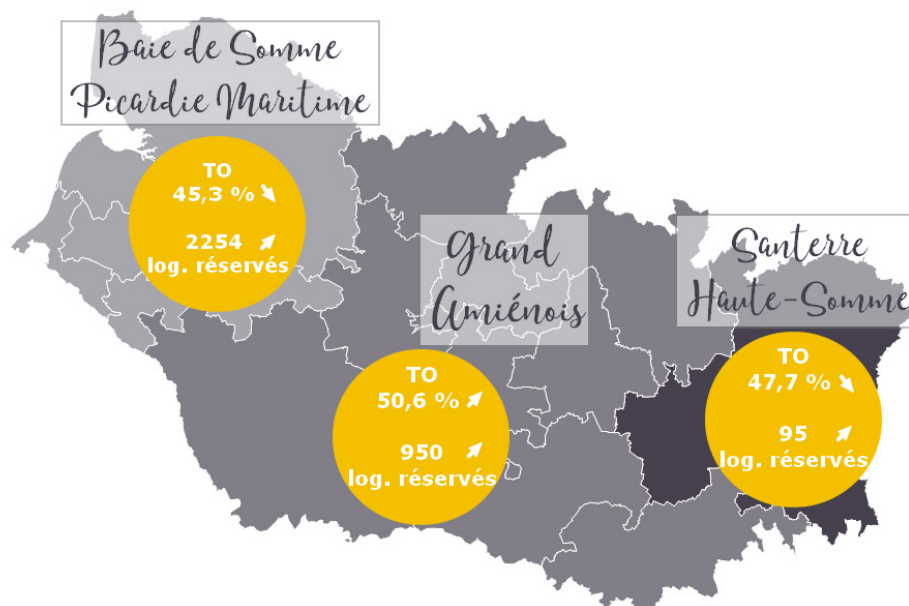 Baie de Somme
Picardie Maritime
TO
45,3 %
2254
log. réservés
Grand
Amiénois
TO
50,6 %
950
log. réservés
Santerre
Haute-Somme
TO
47,7 %
95
log. réservés